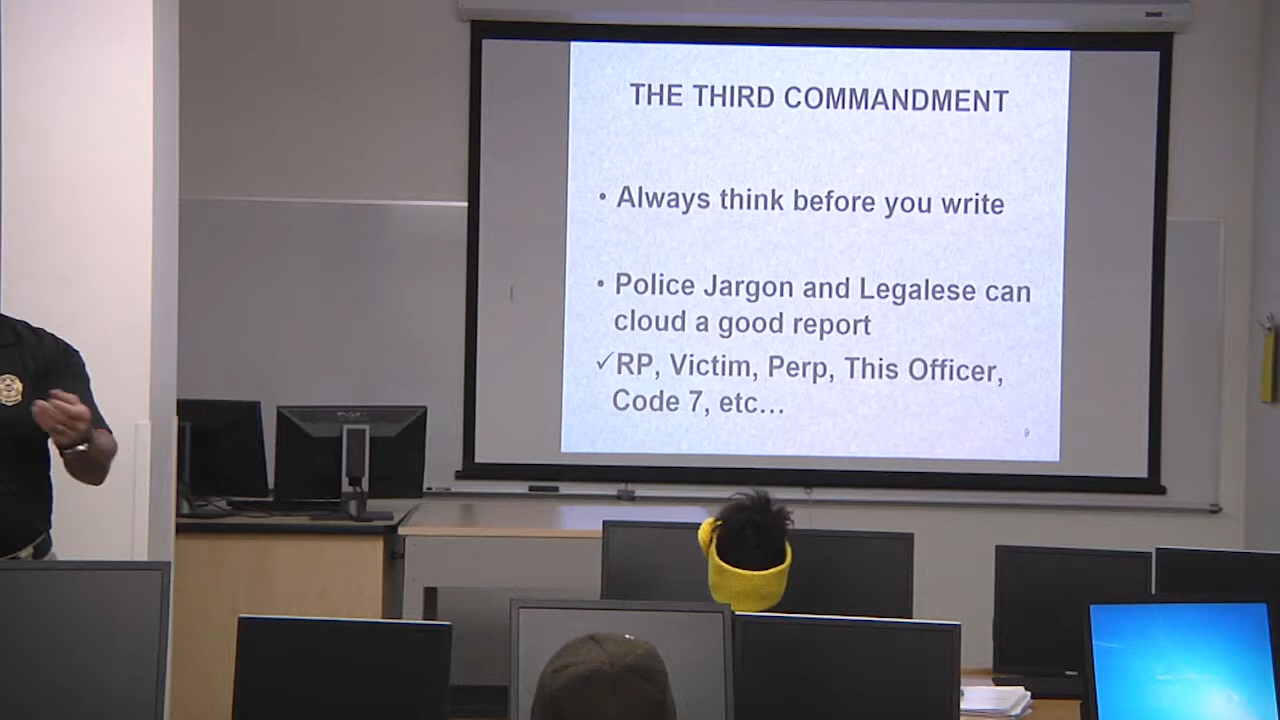 THE THIRD COMMANDMENT
• Always think before you write
• Police Jargon and Legalese can
cloud a good report
✓RP, Victim, Perp, This Officer,
Code 7, etc...
9